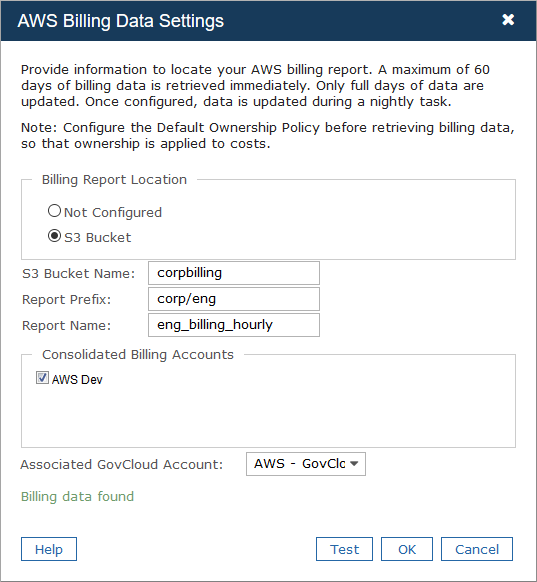 AWS Billing Data Settings
Provide information to locate your AWS billing report. A maximum of 60
days of billing data is retrieved immediately. Only full days of data are
updated. Once configured, data is updated during a nightly task.
Note: Configure the Default Ownership Policy before retrieving billing data,
so that ownership is applied to costs.
Billing Report Location
Not Configured
S3 Bucket
S3 Bucket Name: corpbilling
Report Prefix: corp/eng
Report Name: eng_billing_hourly
Consolidated Billing Accounts
AWS Dev
Associated GovCloud Account: AWS - GovClo
Billing data found
Help Test OK Cancel